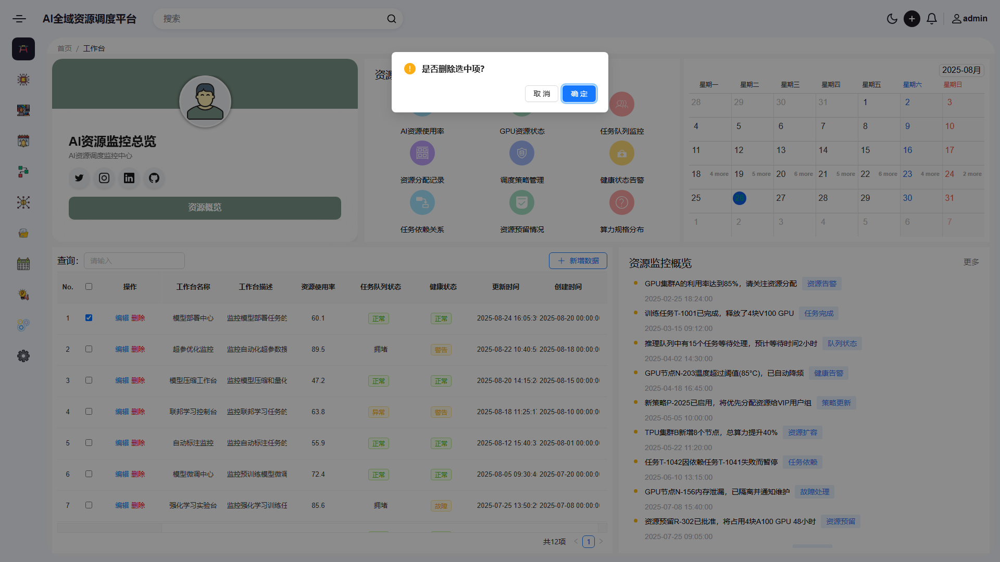 AI全域资源调度平台
搜索
admin
首页 / 工作台
是否删除选中项?
取 消
确 定
AI资源监控总览
AI资源调度监控中心
资源概览
资源
AI资源使用率
GPU资源状态
任务队列监控
资源分配记录
调度策略管理
健康状态告警
任务依赖关系
资源预留情况
算力规格分布
2025-08月
星期一 星期二 星期三 星期四 星期五 星期六 星期日
28 29 30 31 1 2 3
4 5 6 7 8 9 10
11 12 13 14 15 16 17
18 4 more 19 5 more 20 6 more 21 5 more 22 6 more 23 4 more 24 2 more
25 26 27 28 29 30 31
1 2 3 4 5 6 7
查询: 请输入
新增数据
No. 操作 工作台名称 工作台描述 资源使用率 任务队列状态 健康状态 更新时间 创建时间
1 编辑 删除 模型部署中心 监控模型部署任务的 60.1 正常 正常 2025-08-24 16:05:3 2025-08-20 00:00:0
2 编辑 删除 超参优化监控 监控自动化超参数搜 89.5 拥堵 警告 2025-08-22 10:40:5 2025-08-18 00:00:0
3 编辑 删除 模型压缩工作台 监控模型压缩和量化 47.2 正常 正常 2025-08-20 14:15:2 2025-08-15 00:00:0
4 编辑 删除 联邦学习控制台 监控联邦学习任务的 63.8 异常 警告 2025-08-18 11:25:1 2025-08-10 00:00:0
5 编辑 删除 自动标注监控 监控自动标注任务的 55.9 正常 正常 2025-08-12 15:40:3 2025-08-01 00:00:0
6 编辑 删除 模型微调中心 监控预训练模型微调 72.4 正常 正常 2025-08-05 09:30:4 2025-07-20 00:00:0
7 编辑 删除 强化学习实验台 监控强化学习训练任 85.6 拥堵 故障 2025-07-25 13:50:2 2025-07-08 00:00:0
共12项 < 1 >
资源监控概览
更多
GPU集群A的利用率达到85%，请关注资源分配 资源告警
2025-02-25 18:24:00
训练任务T-1001已完成，释放了4块V100 GPU 任务完成
2025-03-15 09:12:00
推理队列中有15个任务等待处理，预计等待时间2小时 队列状态
2025-04-02 14:30:00
GPU节点N-203温度超过阈值(85°C)，已自动降频 健康告警
2025-04-18 16:45:00
新策略P-2025已启用，将优先分配资源给VIP用户组 策略更新
2025-05-05 10:00:00
TPU集群B新增8个节点，总算力提升40% 资源扩容
2025-05-22 11:20:00
任务T-1042因依赖任务T-1041失败而暂停 任务依赖
2025-06-10 13:15:00
GPU节点N-156内存泄漏，已隔离并通知维护 故障处理
2025-07-08 15:40:00
资源预留R-302已批准，将占用4块A100 GPU 48小时 资源预留
2025-07-25 09:05:00